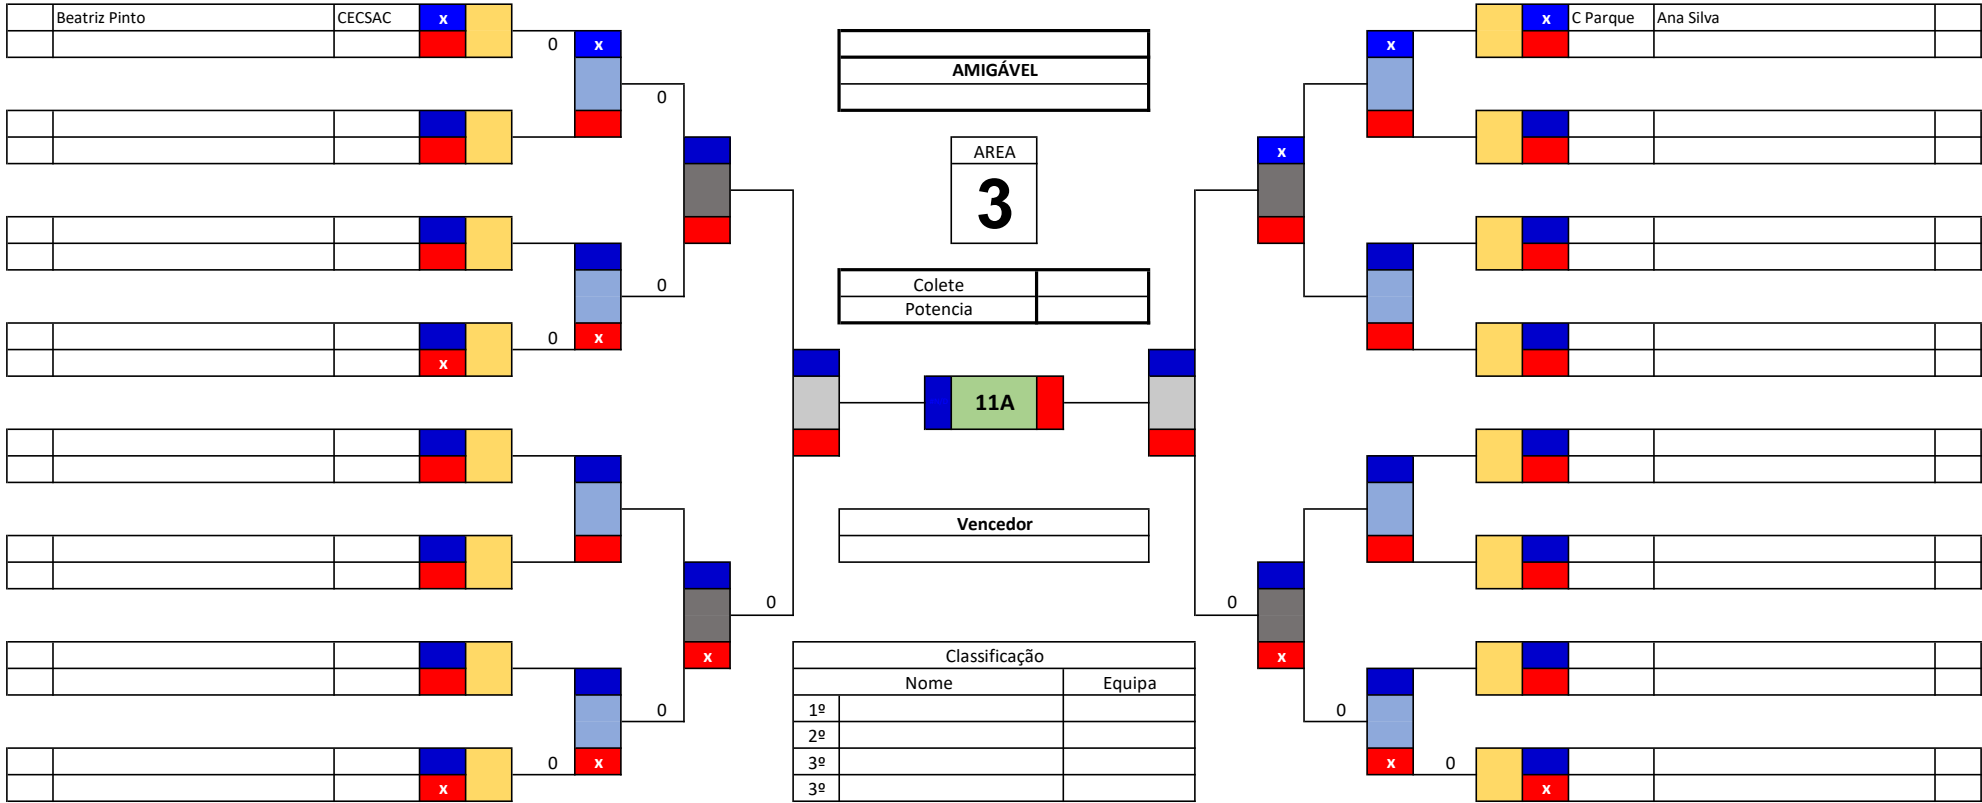 Beatriz Pinto CECSAC x
0 x
0
0
0 x
x
0
0
0 x
x
x
AMIGÁVEL
AREA
3
Colete
Potencia
11A
Vencedor
Classificação
Nome Equipa
1º
2º
3º
3º
x C Parque Ana Silva
x
x
0
x
0
x 0
x